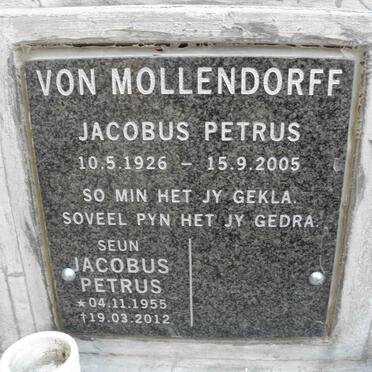 VON MOLLENDORFF
JACOBUS PETRUS
10.5.1926 – 15.9.2005
SO MIN HET JY GEKLA.
SOVEEL PYN HET JY GEDRA.
SEUN
JACOBUS
PETRUS
★04.11.1955
†19.03.2012